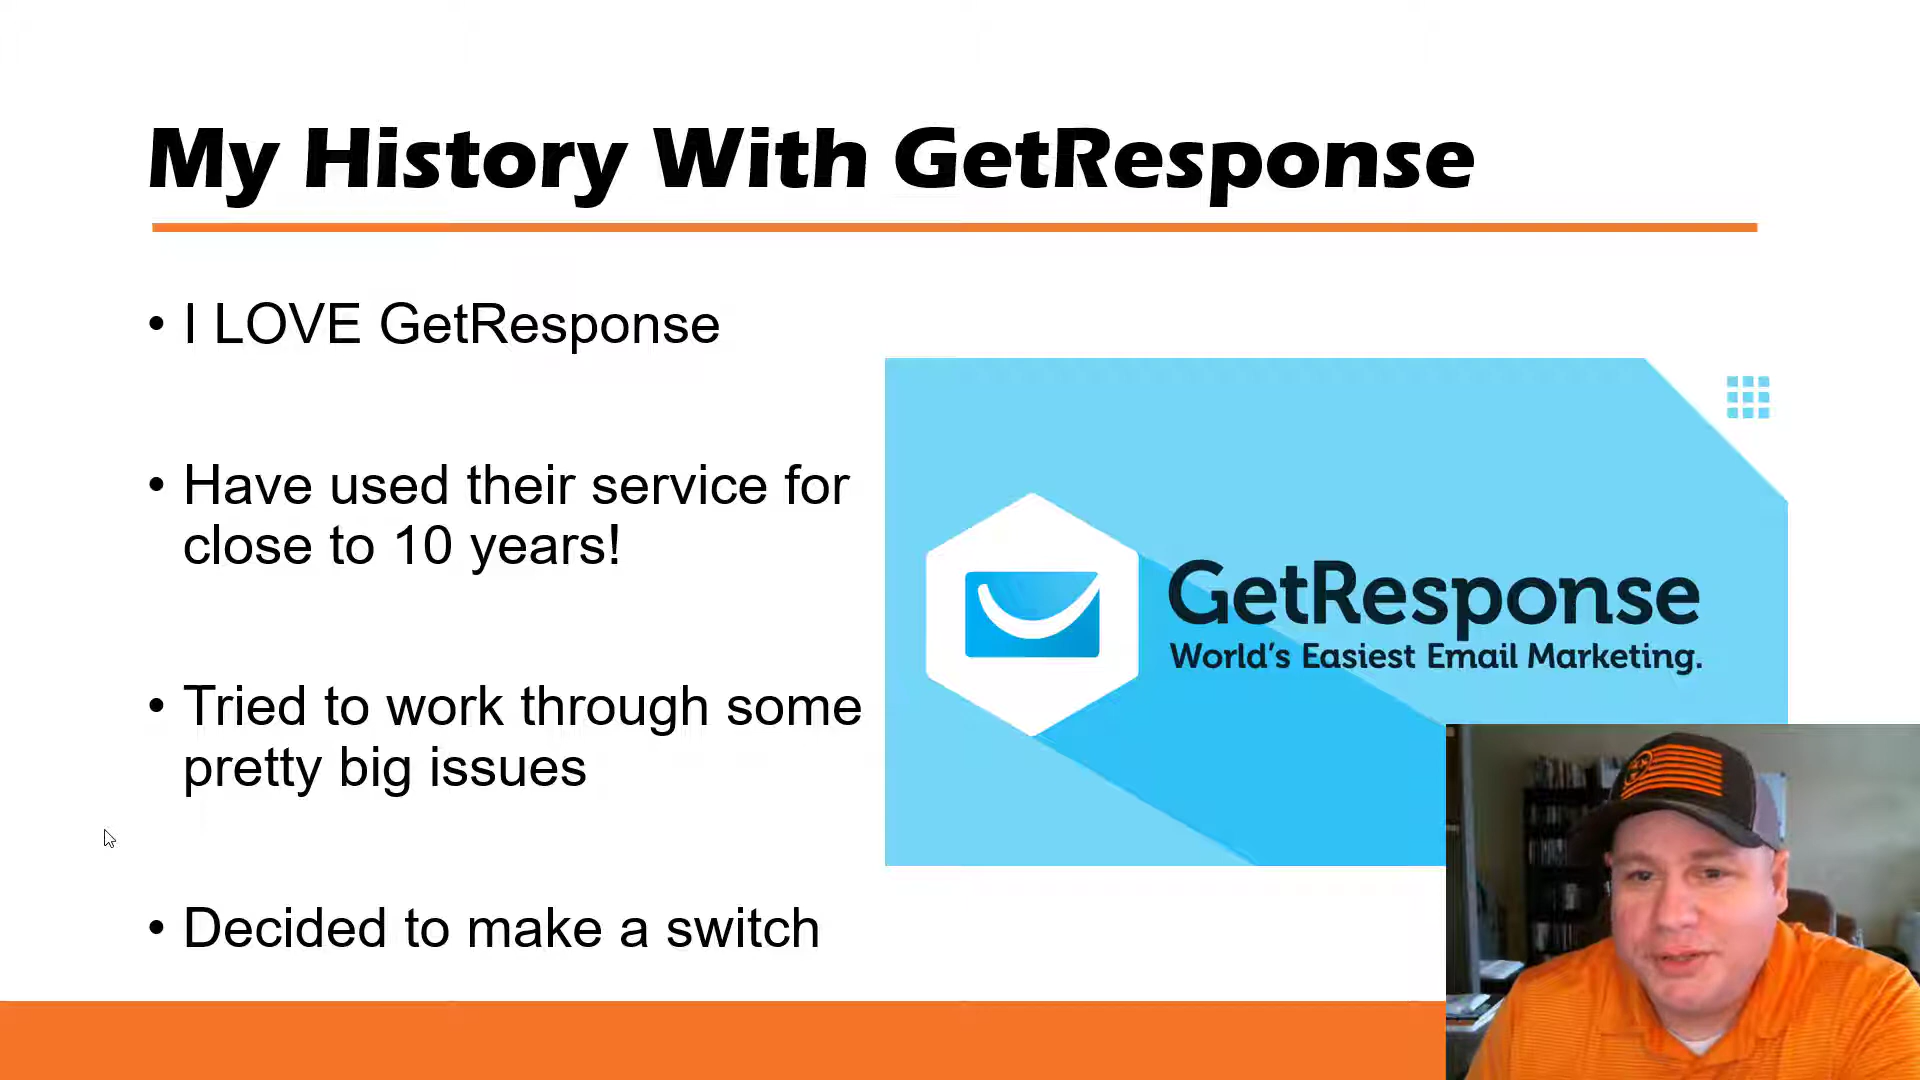 My History With GetResponse
• I LOVE GetResponse
• Have used their service for
close to 10 years!
• Tried to work through some
pretty big issues
• Decided to make a switch
GetResponse
World's Easiest Email Marketing.